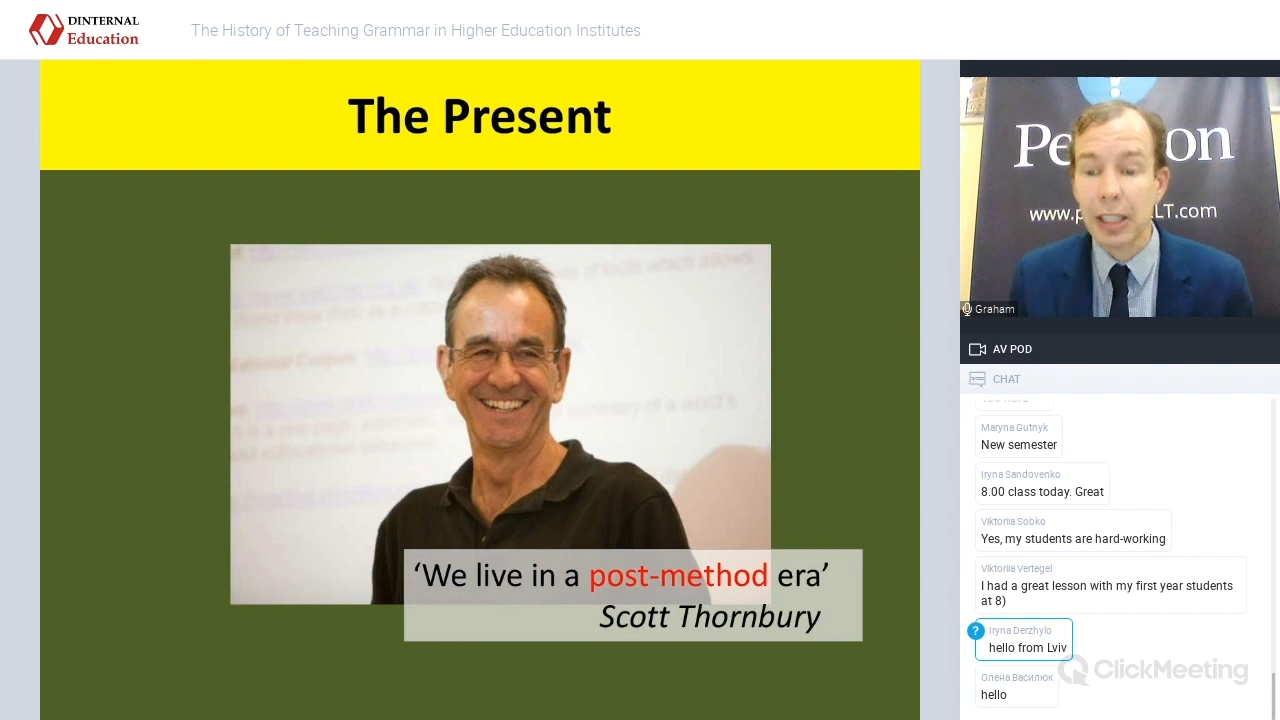 DINTERNAL
Education
The History of Teaching Grammar in Higher Education Institutes
The Present
‘We live in a post-method era’
Scott Thornbury
www.p
LT.com
Graham
AV POD
CHAT
Maryna Gutnyk
New semester
Iryna Sandovenko
8.00 class today. Great
Viktoriia Sobko
Yes, my students are hard-working
Viktoriia Vertegel
I had a great lesson with my first year students
at 8)
?
Iryna Derzhylo
hello from Lviv
ClickMeeting
Олена Василюк
hello